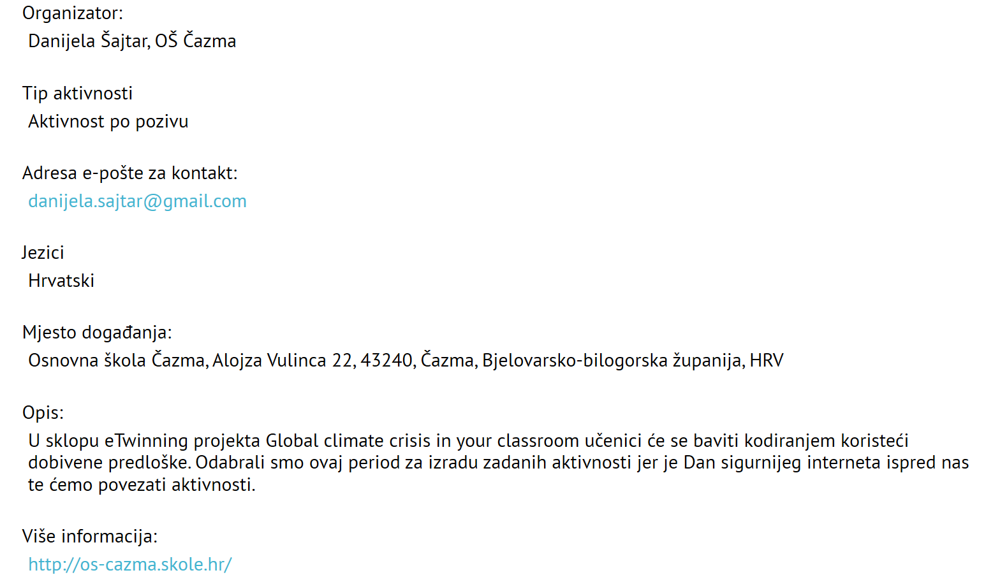 Organizator:
Danijela Šajtar, OŠ Čazma
Tip aktivnosti
Aktivnost po pozivu
Adresa e-pošte za kontakt:
danijela.sajtar@gmail.com
Jezici
Hrvatski
Mjesto događanja:
Osnovna škola Čazma, Alojza Vulinca 22, 43240, Čazma, Bjelovarsko-bilogorska županija, HRV
Opis:
U sklopu eTwinning projekta Global climate crisis in your classroom učenici će se baviti kodiranjem koristeći
dobivene predloške. Odabrali smo ovaj period za izradu zadanih aktivnosti jer je Dan sigurnijeg interneta ispred nas
te ćemo povezati aktivnosti.
Više informacija:
http://os-cazma.skole.hr/